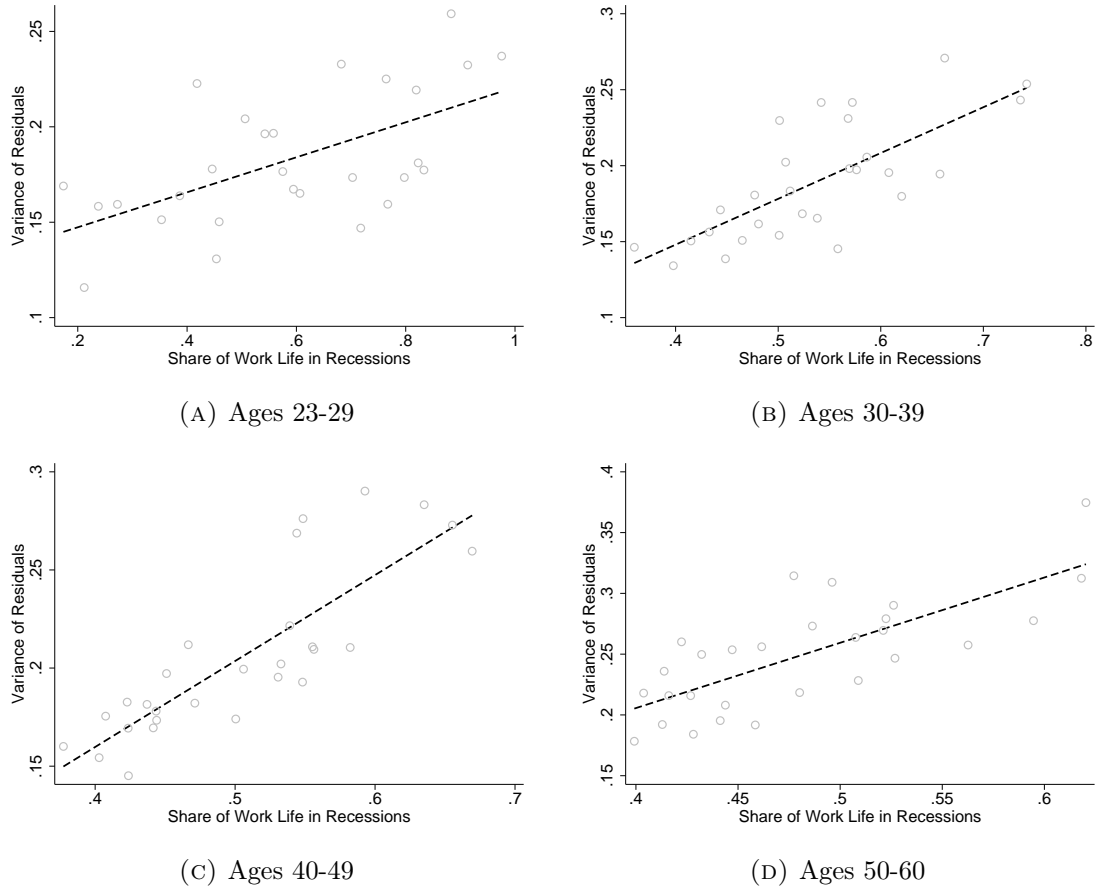 .1 .15 .2 .25
Variance of Residuals
.2 .4 .6 .8 1
Share of Work Life in Recessions
(A) Ages 23-29
.1 .15 .2 .25 .3
Variance of Residuals
.4 .5 .6 .7 .8
Share of Work Life in Recessions
(B) Ages 30-39
.15 .2 .25 .3
Variance of Residuals
.4 .5 .6 .7
Share of Work Life in Recessions
(C) Ages 40-49
.15 .2 .25 .3 .35 .4
Variance of Residuals
.4 .45 .5 .55 .6
Share of Work Life in Recessions
(D) Ages 50-60